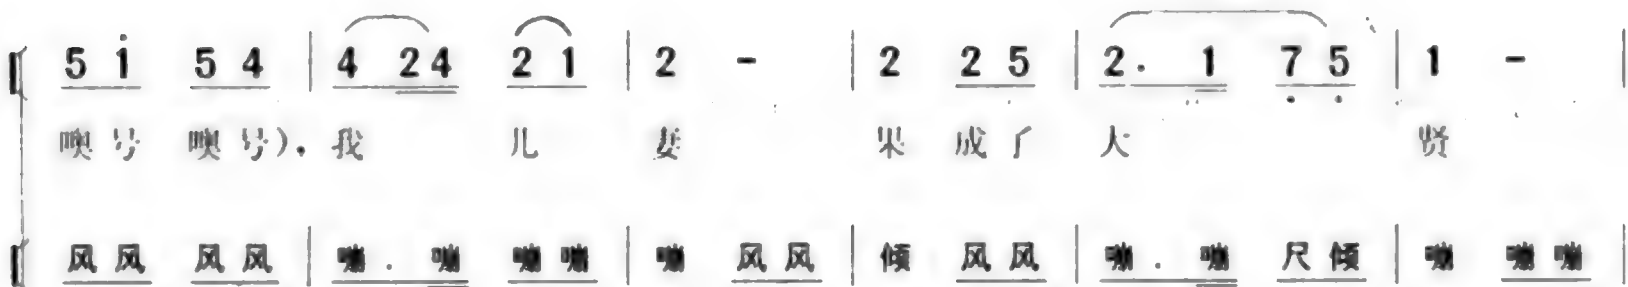 5 i̇ 5 4 | 4 2 4 2 1 | 2 - | 2 2 5 | 2. 1 7̣ 5̣ | 1 - |
噢号 噢号), 我 儿 妻 果 成 了 大 贤
风风 风风 | 嘣. 嘣 嘣嘣 | 嘣 风风 | 倾 风风 | 嘣. 嘣 尺倾 | 嘣 嘣嘣 |